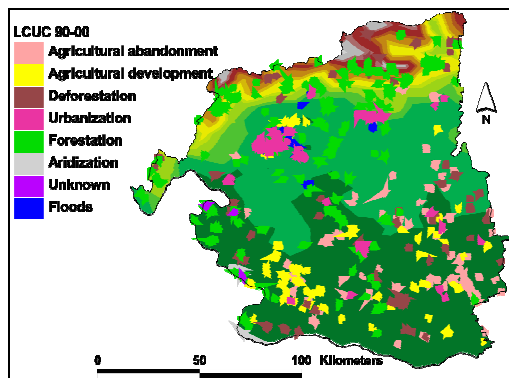 LCUC 90-00
Agricultural abandonment
Agricultural development
Deforestation
Urbanization
Forestation
Aridization
Unknown
Floods
N
0 50 100 Kilometers